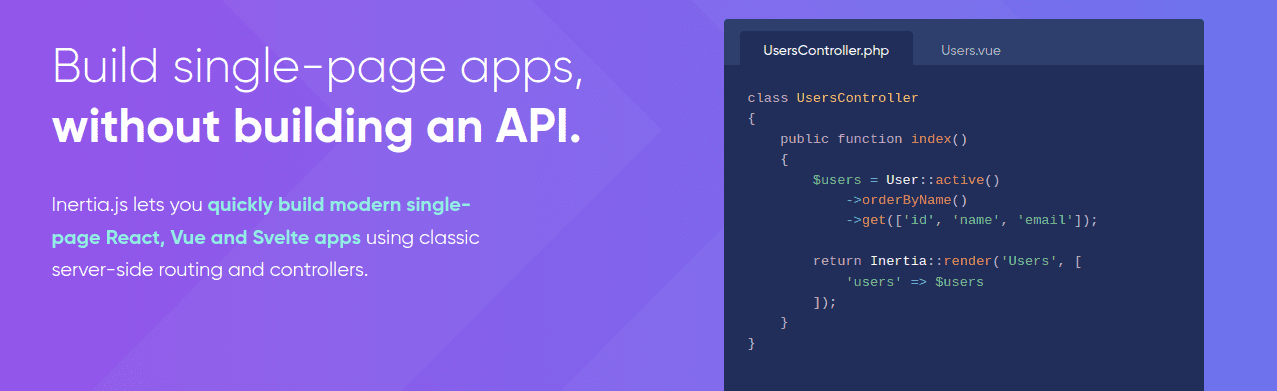 Build single-page apps,
without building an API.
Inertia.js lets you quickly build modern single-
page React, Vue and Svelte apps using classic
server-side routing and controllers.
UsersController.php
Users.vue
class UsersController
{
    public function index()
    {
        $users = User::active()
            ->orderByName()
            ->get(['id', 'name', 'email']);
        return Inertia::render('Users', [
            'users' => $users
        ]);
    }
}